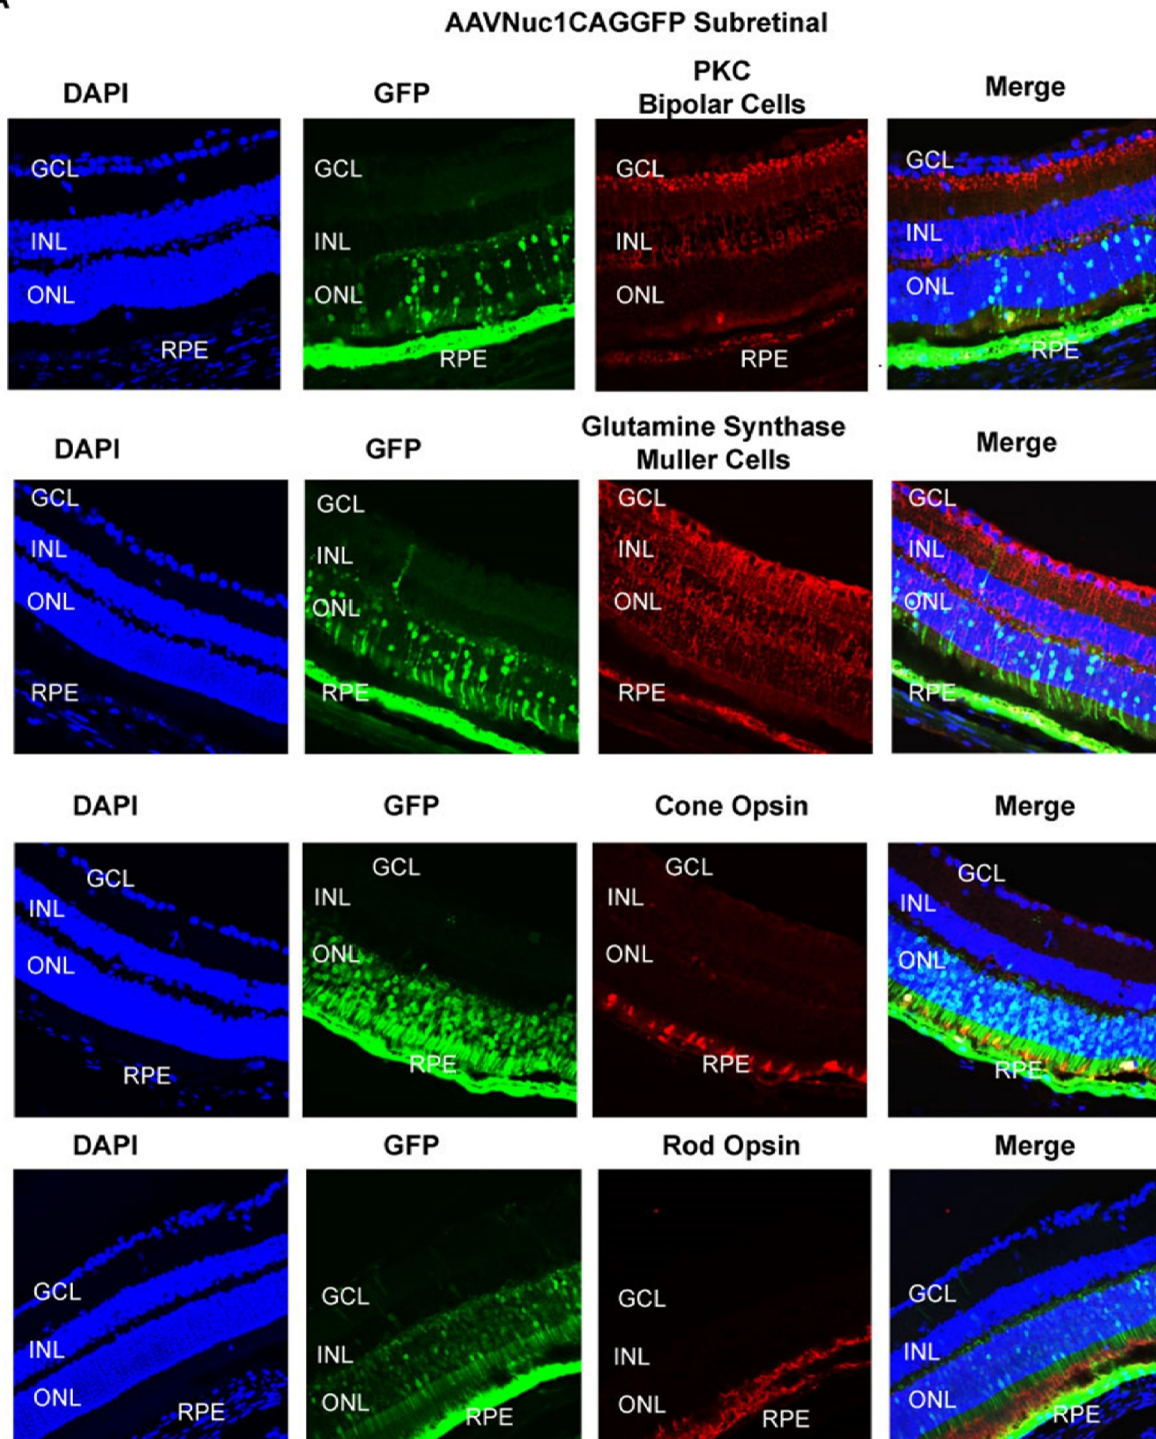 AAVNuc1CAGGFP Subretinal
DAPI GFP PKC Bipolar Cells Merge
GCL GCL GCL GCL
INL INL INL INL
ONL ONL ONL ONL
RPE RPE RPE RPE
DAPI GFP Glutamine Synthase Muller Cells Merge
GCL GCL GCL GCL
INL INL INL INL
ONL ONL ONL ONL
RPE RPE RPE RPE
DAPI GFP Cone Opsin Merge
GCL GCL GCL GCL
INL INL INL INL
ONL ONL ONL ONL
RPE RPE RPE RPE
DAPI GFP Rod Opsin Merge
GCL GCL GCL GCL
INL INL INL INL
ONL ONL ONL ONL
RPE RPE RPE RPE